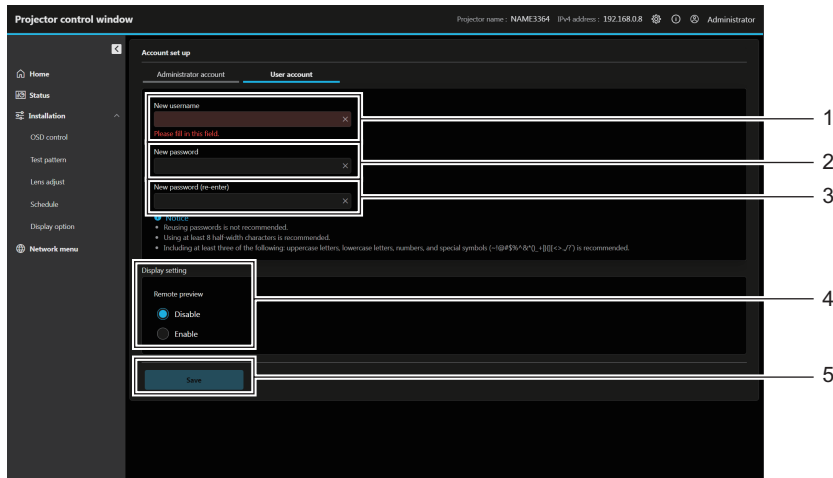 Projector control window
Projector name : NAME3364 IPv4 address : 192.168.0.8 Administrator
Account set up
Administrator account User account
Home
Status
Installation
OSD control
Test pattern
Lens adjust
Schedule
Display option
Network menu
New username
Please fill in this field.
1
New password
2
New password (re-enter)
3
Notice
Reusing passwords is not recommended.
Using at least 8 half-width characters is recommended.
Including at least three of the following: uppercase letters, lowercase letters, numbers, and special symbols
is recommended.
Display setting
Remote preview
Disable
Enable
4
Save
5